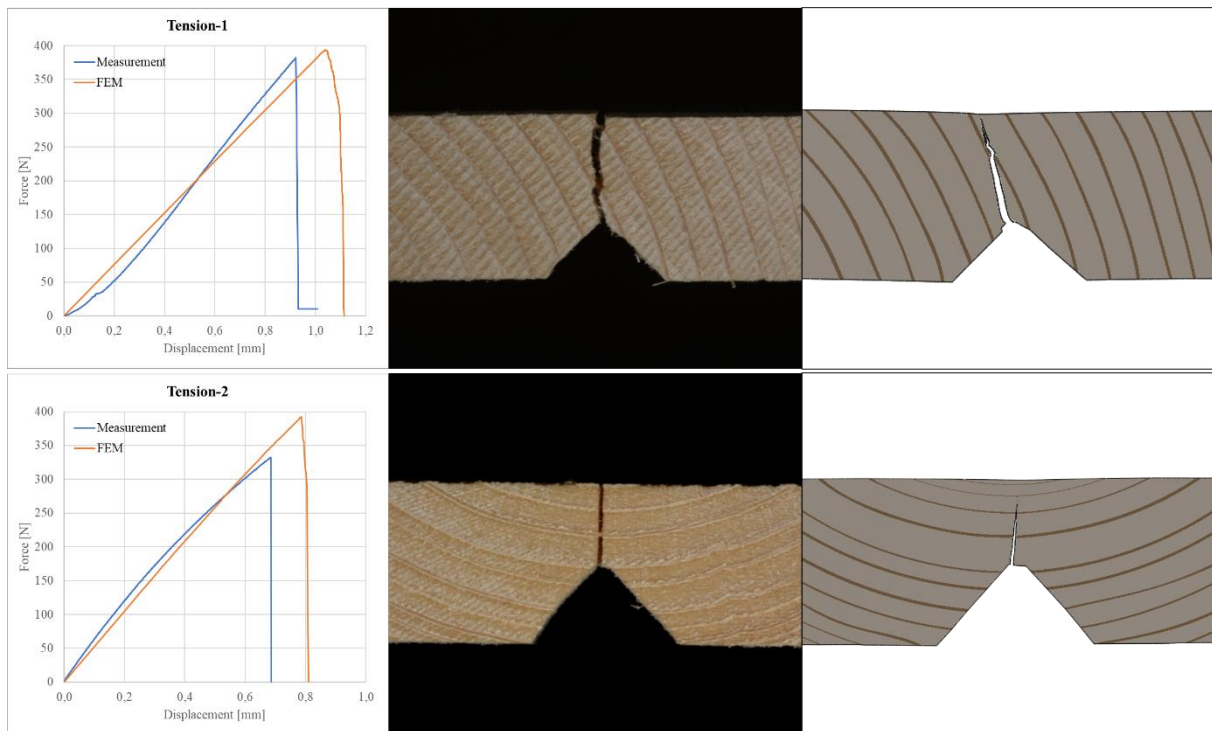 Tension-1
400
350
300
250
200
150
100
50
0
Force [N]
Measurement
FEM
0,0 0,2 0,4 0,6 0,8 1,0 1,2
Displacement [mm]
Tension-2
400
350
300
250
200
150
100
50
0
Force [N]
Measurement
FEM
0,0 0,2 0,4 0,6 0,8 1,0
Displacement [mm]